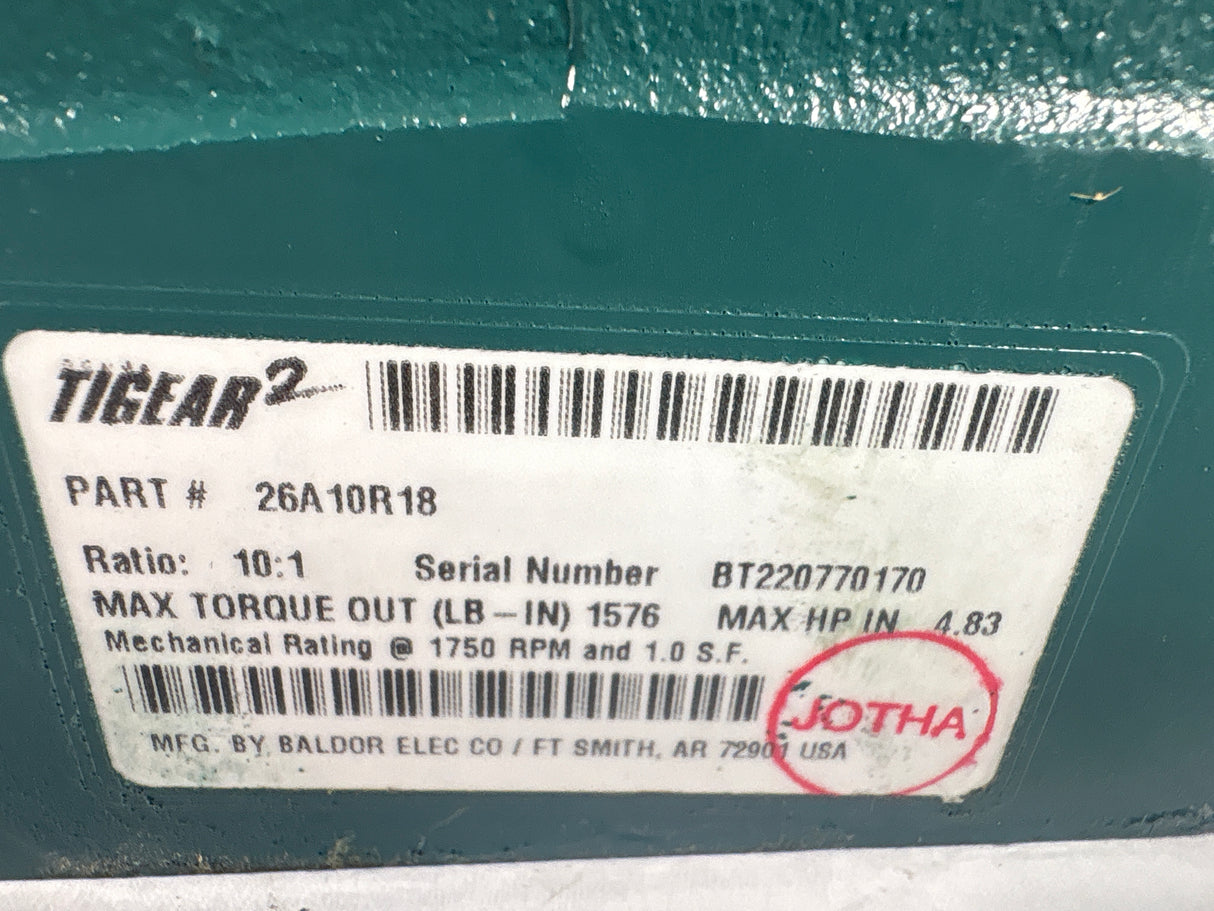 TIGEAR2
PART # 26A10R18
Ratio: 10:1 Serial Number BT220770170
MAX TORQUE OUT (LB-IN) 1576 MAX HP IN 4.83
Mechanical Rating @ 1750 RPM and 1.0 S.F.
JOTHA
MFG. BY BALDOR ELEC CO / FT SMITH, AR 72901 USA